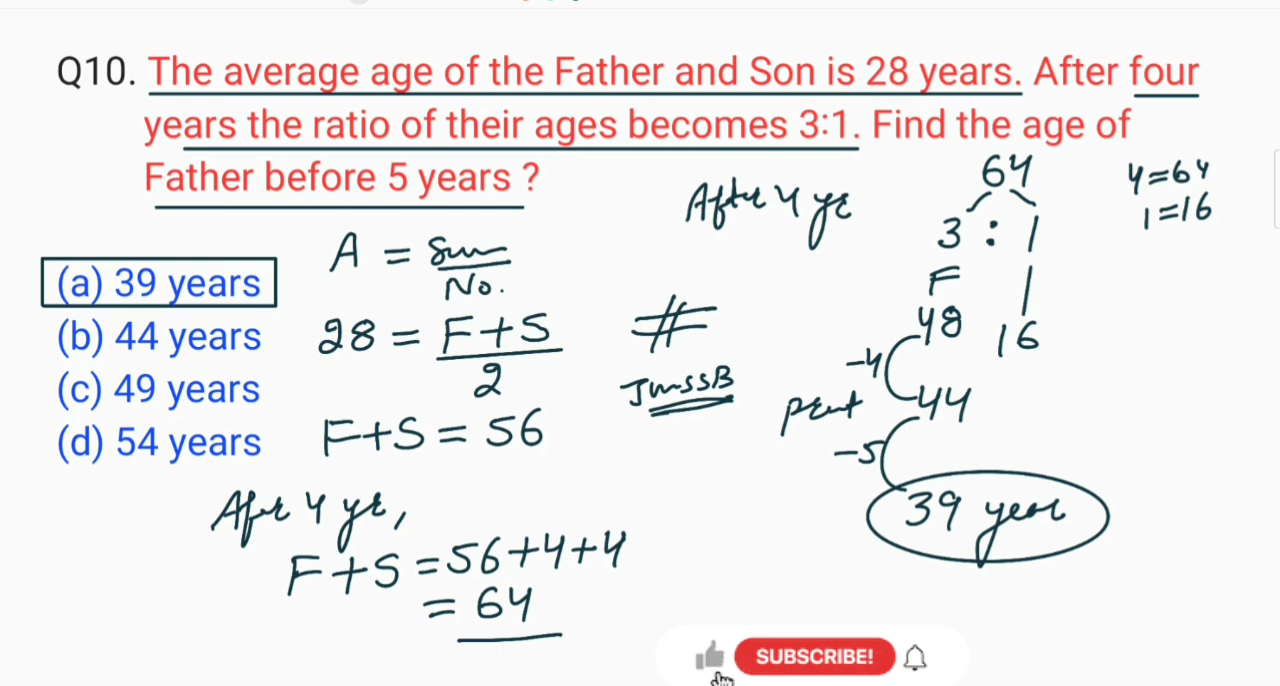 Q10. The average age of the Father and Son is 28 years. After four
years the ratio of their ages becomes 3:1. Find the age of
Father before 5 years ?
(a) 39 years
(b) 44 years
(c) 49 years
(d) 54 years
A = Sum
No.
28 = F+S
2
F+S = 56
After 4 yr,
F+S = 56+4+4
= 64
#
JKSSB
After 4 yr
64
3 : 1
F
48 16
-4
44
-5
39 year
4=64
1=16
SUBSCRIBE!